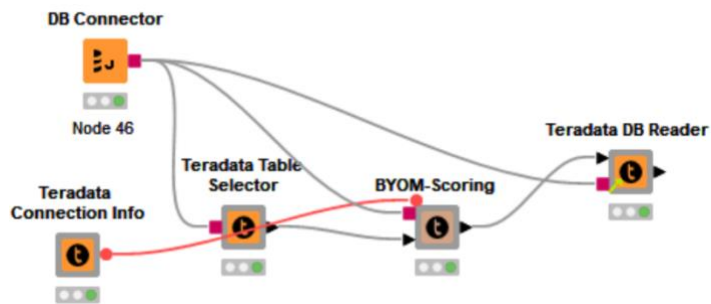 DB Connector
Node 46
Teradata DB Reader
Teradata Table
Selector
BYOM-Scoring
Teradata
Connection Info